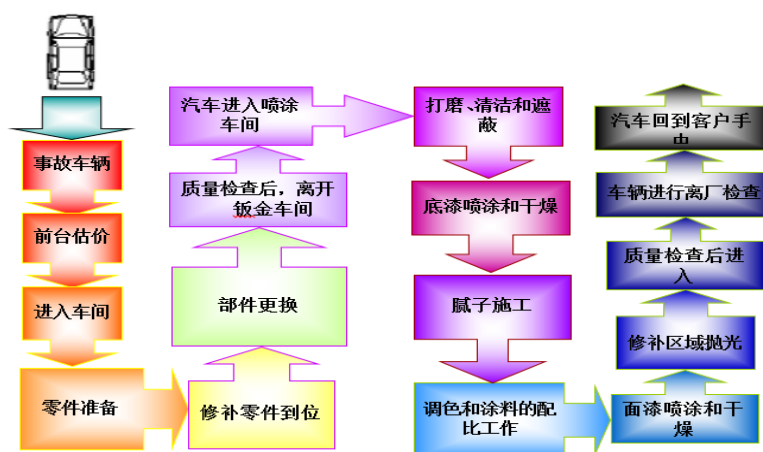 事故车辆
前台估价
进入车间
零件准备
修补零件到位
部件更换
质量检查后，离开
钣金车间
汽车进入喷涂
车间
打磨、清洁和遮
蔽
底漆喷涂和干燥
腻子施工
调色和涂料的配
比工作
面漆喷涂和干
燥
修补区域抛光
质量检查后进
入
车辆进行离厂检查
汽车回到客户手
由